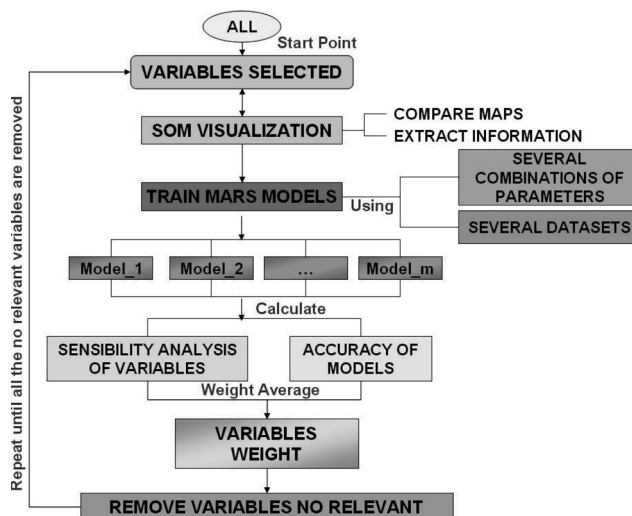 ALL
Start Point
VARIABLES SELECTED
SOM VISUALIZATION
COMPARE MAPS
EXTRACT INFORMATION
TRAIN MARS MODELS
Using
SEVERAL
COMBINATIONS OF
PARAMETERS
SEVERAL DATASETS
Model_1
Model_2
...
Model_m
Calculate
SENSIBILITY ANALYSIS
OF VARIABLES
ACCURACY OF
MODELS
Weight Average
VARIABLES
WEIGHT
REMOVE VARIABLES NO RELEVANT
Repeat until all the no relevant variables are removed